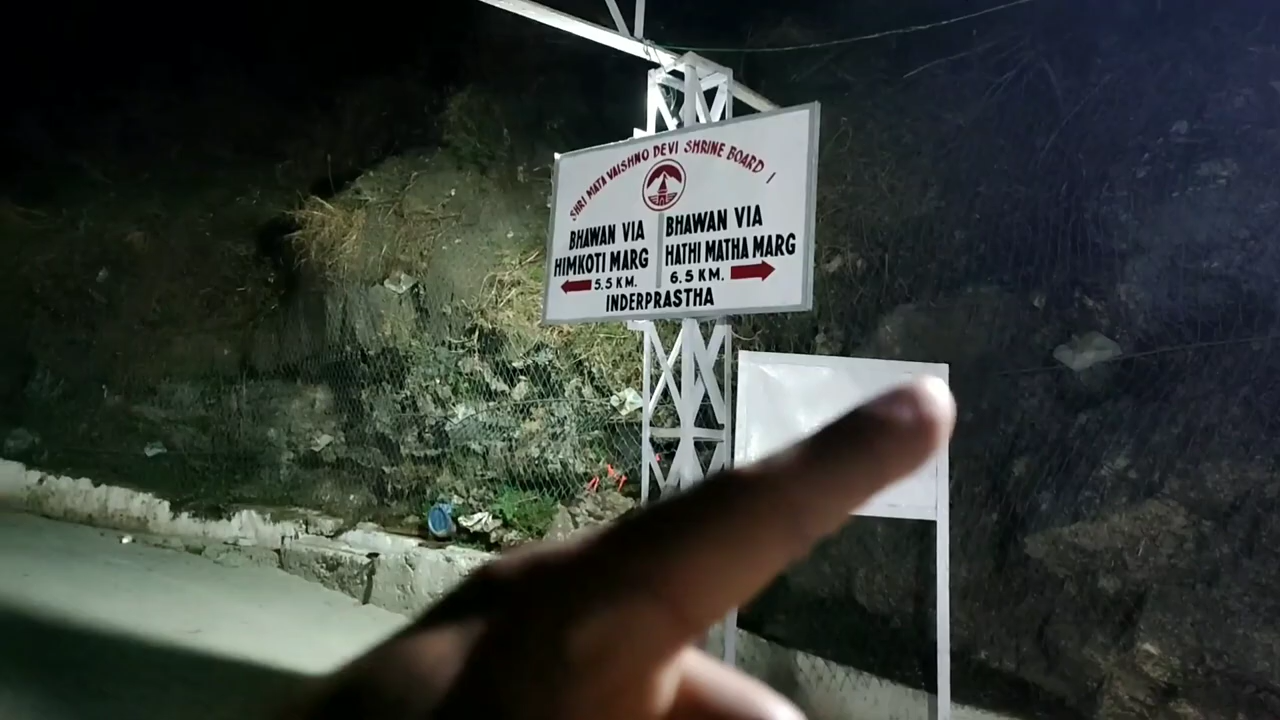 SHRI MATA VAISHNO DEVI SHRINE BOARD
BHAWAN VIA
HIMKOTI MARG
5.5 KM.
BHAWAN VIA
HATHI MATHA MARG
6.5 KM.
INDERPRASTHA